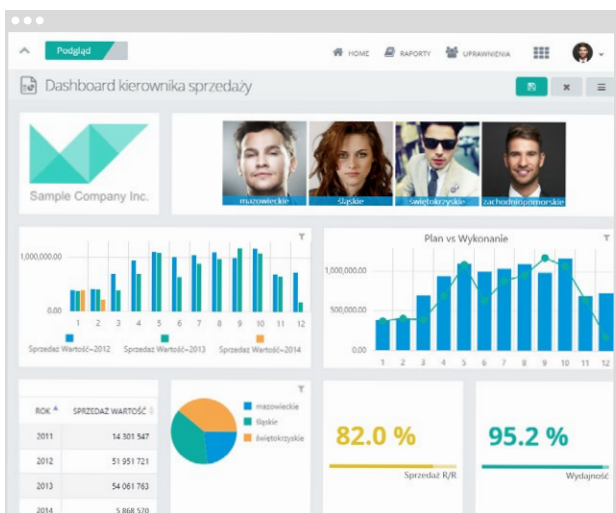 Podgląd
HOME
RAPORTY
UPRAWNIENIA
Dashboard kierownika sprzedaży
Sample Company Inc.
mazowieckie
śląskie
świętokrzyskie
zachodniopomorskie
1,000,000.00
0.00
1 2 3 4 5 6 7 8 9 10 11 12
Sprzedaż Wartość~2012 Sprzedaż Wartość~2013 Sprzedaż Wartość~2014
Plan vs Wykonanie
1,000,000.00
500,000.00
0.00
1 2 3 4 5 6 7 8 9 10 11 12
ROK SPRZEDAŻ WARTOŚĆ
2011 14 301 547
2012 51 951 721
2013 54 061 763
2014 5 868 570
mazowieckie
śląskie
świętokrzyskie
82.0 %
Sprzedaż R/R
95.2 %
Wydajność